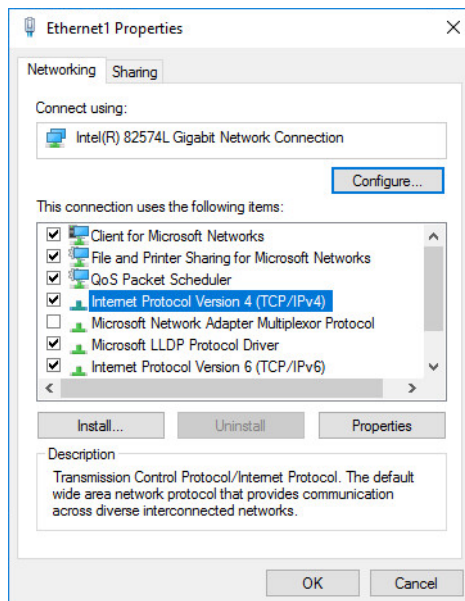 Ethernet1 Properties
Networking
Sharing
Connect using:
Intel(R) 82574L Gigabit Network Connection
Configure...
This connection uses the following items:
Client for Microsoft Networks
File and Printer Sharing for Microsoft Networks
QoS Packet Scheduler
Internet Protocol Version 4 (TCP/IPv4)
Microsoft Network Adapter Multiplexor Protocol
Microsoft LLDP Protocol Driver
Internet Protocol Version 6 (TCP/IPv6)
Install...
Uninstall
Properties
Description
Transmission Control Protocol/Internet Protocol. The default
wide area network protocol that provides communication
across diverse interconnected networks.
OK
Cancel